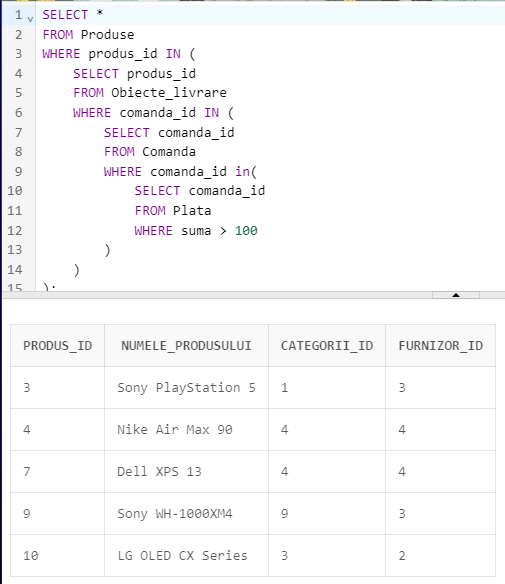 1 SELECT *
2 FROM Produse
3 WHERE produs_id IN (
4 SELECT produs_id
5 FROM Obiecte_livrare
6 WHERE comanda_id IN (
7 SELECT comanda_id
8 FROM Comanda
9 WHERE comanda_id in(
10 SELECT comanda_id
11 FROM Plata
12 WHERE suma > 100
13 )
14 )
15 );
PRODUS_ID NUMELE_PRODUSULUI CATEGORII_ID FURNIZOR_ID
3 Sony PlayStation 5 1 3
4 Nike Air Max 90 4 4
7 Dell XPS 13 4 4
9 Sony WH-1000XM4 9 3
10 LG OLED CX Series 3 2